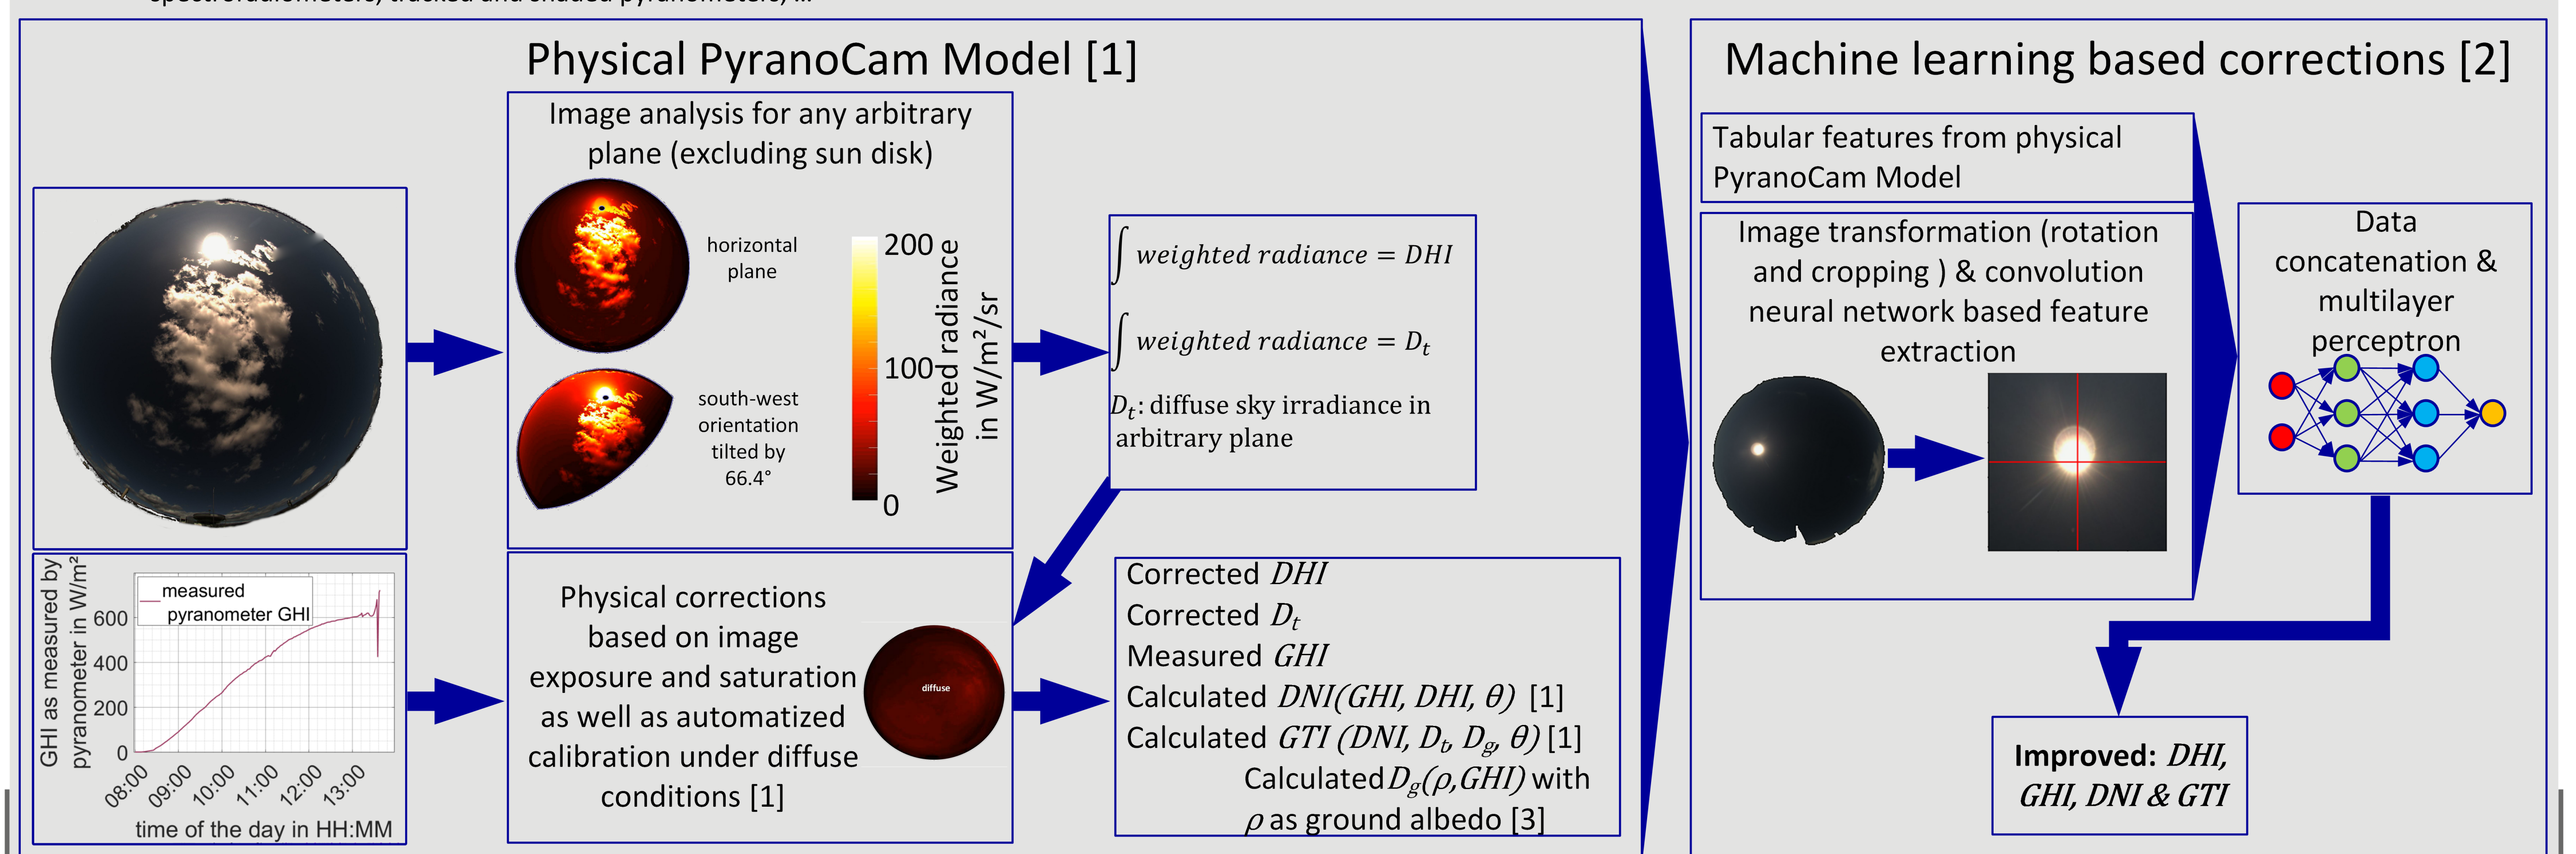 spectroradiometers, tracked and shaded pyranometers, ...
Physical PyranoCam Model [1]
Image analysis for any arbitrary
plane (excluding sun disk)
horizontal
plane
south-west
orientation
tilted by
66.4°
200
100
0
Weighted radiance
in W/m²/sr
∫ weighted radiance = DHI
∫ weighted radiance = Dₜ
Dₜ: diffuse sky irradiance in
arbitrary plane
GHI as measured by
pyranometer in W/m²
measured
pyranometer GHI
600
400
200
0
08:00
09:00
10:00
11:00
12:00
13:00
time of the day in HH:MM
Physical corrections
based on image
exposure and saturation
as well as automatized
calibration under diffuse
conditions [1]
diffuse
Corrected DHI
Corrected Dₜ
Measured GHI
Calculated DNI(GHI, DHI, θ) [1]
Calculated GTI (DNI, Dₜ, D_g, θ) [1]
Calculated D_g(ρ,GHI) with
ρ as ground albedo [3]
Machine learning based corrections [2]
Tabular features from physical
PyranoCam Model
Image transformation (rotation
and cropping ) & convolution
neural network based feature
extraction
Data
concatenation &
multilayer
perceptron
Improved: DHI,
GHI, DNI & GTI